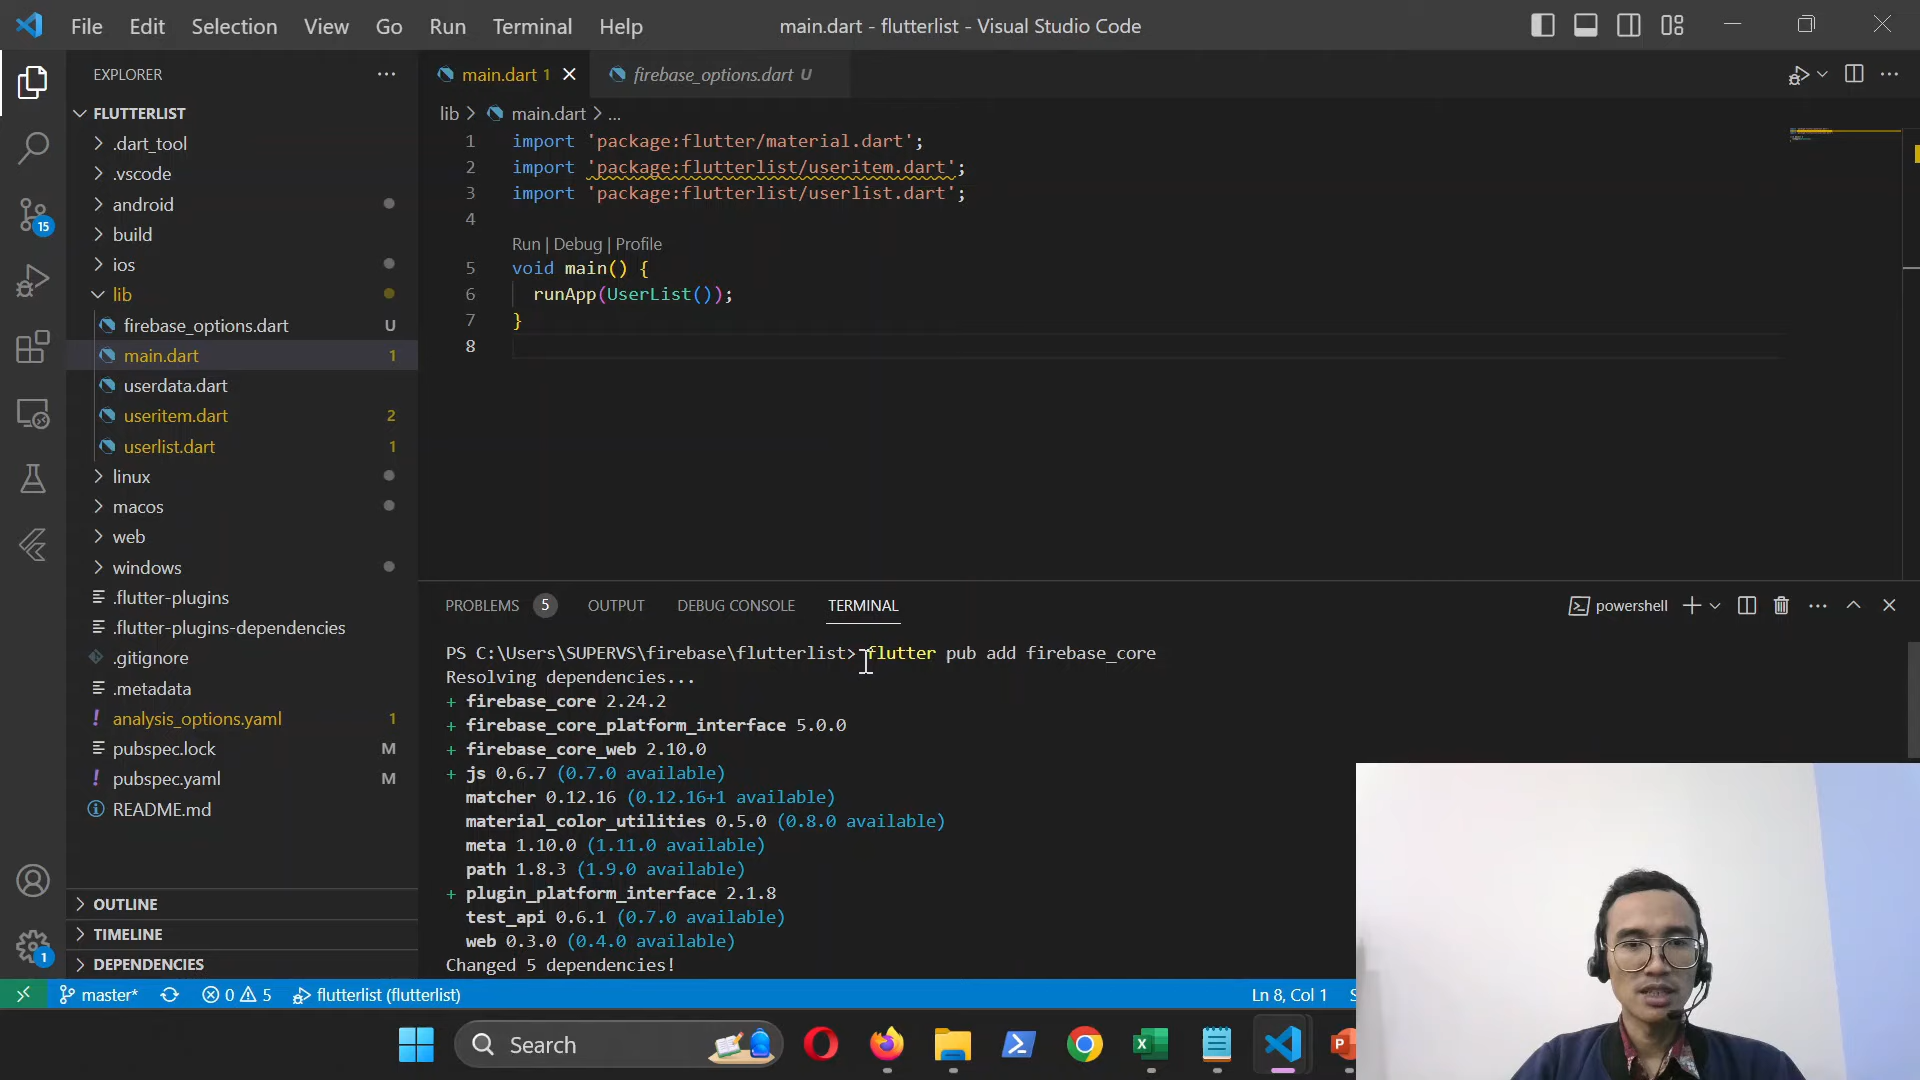 File Edit Selection View Go Run Terminal Help
main.dart - flutterlist - Visual Studio Code
EXPLORER
FLUTTERLIST
.dart_tool
.vscode
android
build
ios
lib
firebase_options.dart U
main.dart 1
userdata.dart
useritem.dart 2
userlist.dart 1
linux
macos
web
windows
.flutter-plugins
.flutter-plugins-dependencies
.gitignore
.metadata
! analysis_options.yaml 1
pubspec.lock M
! pubspec.yaml M
README.md
OUTLINE
TIMELINE
DEPENDENCIES
15
1
main.dart 1
firebase_options.dart U
lib > main.dart > ...
1 import 'package:flutter/material.dart';
2 import 'package:flutterlist/useritem.dart';
3 import 'package:flutterlist/userlist.dart';
4
Run | Debug | Profile
5 void main() {
6 runApp(UserList());
7 }
8
PROBLEMS 5 OUTPUT DEBUG CONSOLE TERMINAL
powershell
PS C:\Users\SUPERVS\firebase\flutterlist> flutter pub add firebase_core
Resolving dependencies...
+ firebase_core 2.24.2
+ firebase_core_platform_interface 5.0.0
+ firebase_core_web 2.10.0
+ js 0.6.7 (0.7.0 available)
matcher 0.12.16 (0.12.16+1 available)
material_color_utilities 0.5.0 (0.8.0 available)
meta 1.10.0 (1.11.0 available)
path 1.8.3 (1.9.0 available)
+ plugin_platform_interface 2.1.8
test_api 0.6.1 (0.7.0 available)
web 0.3.0 (0.4.0 available)
Changed 5 dependencies!
master* 0 5 flutterlist (flutterlist)
Ln 8, Col 1
Search